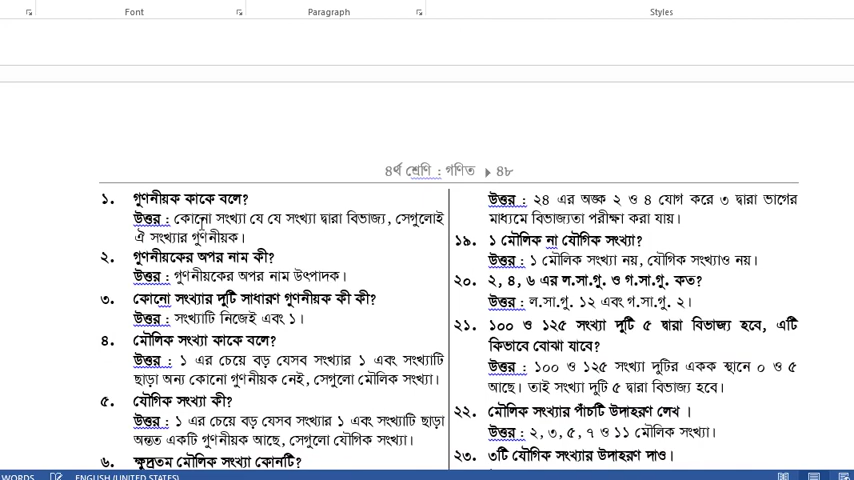 Font
Paragraph
Styles
৪র্থ শ্রেণি : গণিত ৪৮
১. গুণনীয়ক কাকে বলে?
উত্তর : কোনো সংখ্যা যে যে সংখ্যা দ্বারা বিভাজ্য, সেগুলোই
ঐ সংখ্যার গুণনীয়ক।
২. গুণনীয়কের অপর নাম কী?
উত্তর : গুণনীয়কের অপর নাম উৎপাদক।
৩. কোনো সংখ্যার দুটি সাধারণ গুণনীয়ক কী কী?
উত্তর : সংখ্যাটি নিজেই এবং ১।
৪. মৌলিক সংখ্যা কাকে বলে?
উত্তর : ১ এর চেয়ে বড় যেসব সংখ্যার ১ এবং সংখ্যাটি
ছাড়া অন্য কোনো গুণনীয়ক নেই, সেগুলো মৌলিক সংখ্যা।
৫. যৌগিক সংখ্যা কী?
উত্তর : ১ এর চেয়ে বড় যেসব সংখ্যার ১ এবং সংখ্যাটি ছাড়া
অন্তত একটি গুণনীয়ক আছে, সেগুলো যৌগিক সংখ্যা।
৬. ক্ষুদ্রতম মৌলিক সংখ্যা কোনটি?
উত্তর : ২৪ এর অঙ্ক ২ ও ৪ যোগ করে ৩ দ্বারা ভাগের
মাধ্যমে বিভাজ্যতা পরীক্ষা করা যায়।
১৯. ১ মৌলিক না যৌগিক সংখ্যা?
উত্তর : ১ মৌলিক সংখ্যা নয়, যৌগিক সংখ্যাও নয়।
২০. ২, ৪, ৬ এর ল.সা.গু. ও গ.সা.গু. কত?
উত্তর : ল.সা.গু. ১২ এবং গ.সা.গু. ২।
২১. ১০০ ও ১২৫ সংখ্যা দুটি ৫ দ্বারা বিভাজ্য হবে, এটি
কিভাবে বোঝা যাবে?
উত্তর : ১০০ ও ১২৫ সংখ্যা দুটির একক স্থানে ০ ও ৫
আছে। তাই সংখ্যা দুটি ৫ দ্বারা বিভাজ্য হবে।
২২. মৌলিক সংখ্যার পাঁচটি উদাহরণ লেখ ।
উত্তর : ২, ৩, ৫, ৭ ও ১১ মৌলিক সংখ্যা।
২৩. ৩টি যৌগিক সংখ্যার উদাহরণ দাও।
WORDS ENGLISH (UNITED STATES)